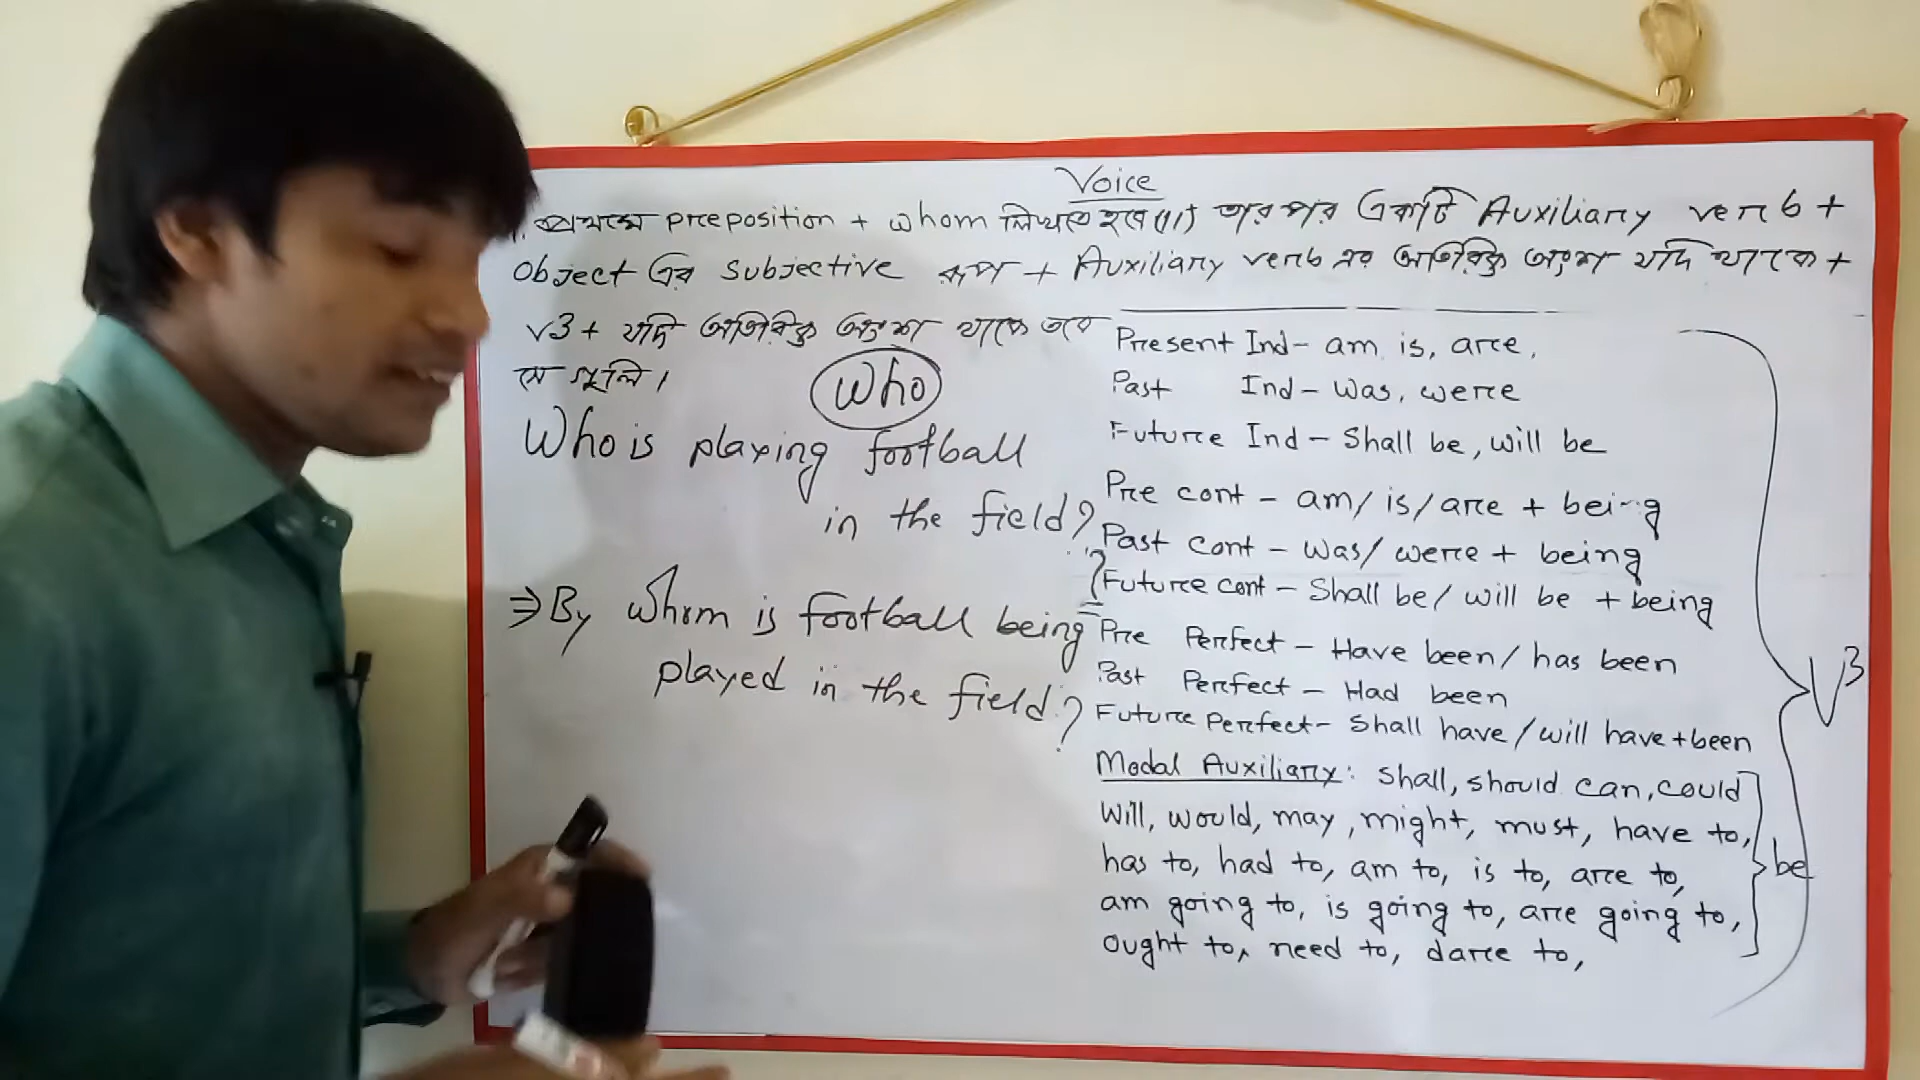 Voice
1. প্রথমে preposition + whom লিখতে হবে (II) তারপর একটি Auxiliary verb +
Object এর subjective রূপ + Auxiliary verb এর অতিরিক্ত অংশ যদি থাকে +
v3 + যদি অতিরিক্ত অংশ থাকে তবে
সে গুলি।
Who
Who is playing football
in the field?
⇒ By whom is football being
played in the field?
Present Ind - am, is, are,
Past Ind - was, were
Future Ind - Shall be, will be
Pre cont - am/ is/ are + being
Past cont - was/ were + being
Future cont - Shall be/ will be + being
Pre Perfect - Have been/ has been
Past Perfect - Had been
Future Perfect - Shall have / will have + been
V3
Modal Auxiliary: shall, should can, could
will, would, may, might, must, have to,
has to, had to, am to, is to, are to,
am going to, is going to, are going to,
ought to, need to, dare to,
be